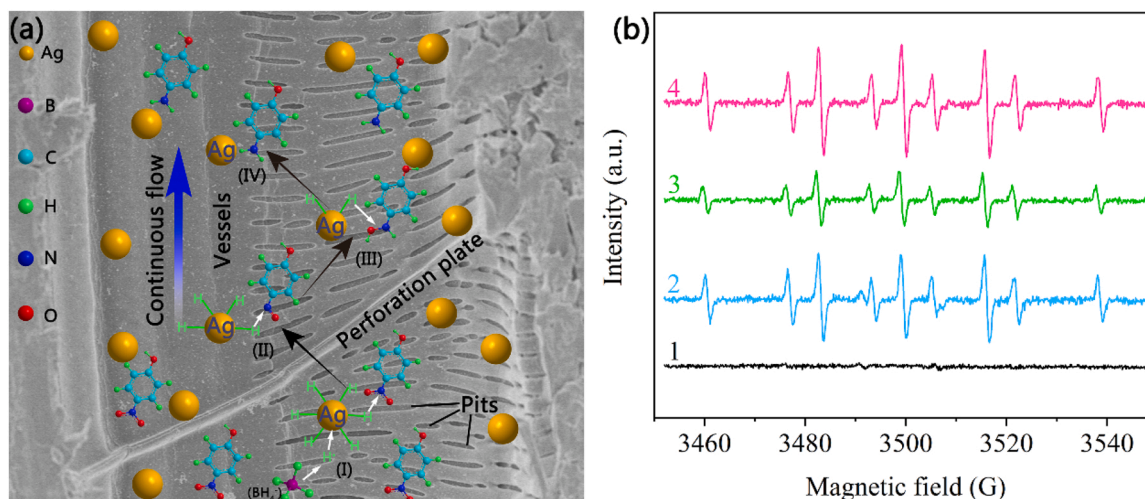 (a)
Ag
B
C
H
N
O
Continuous flow
Vessels
Perforation plate
Pits
Ag
(IV)
H
H
Ag
(III)
H
H
H
H
Ag
(II)
H
H
H
H
Ag
H
H
H
(I)
(BH₄⁻)
(b)
4
3
2
1
Intensity (a.u.)
3460 3480 3500 3520 3540
Magnetic field (G)